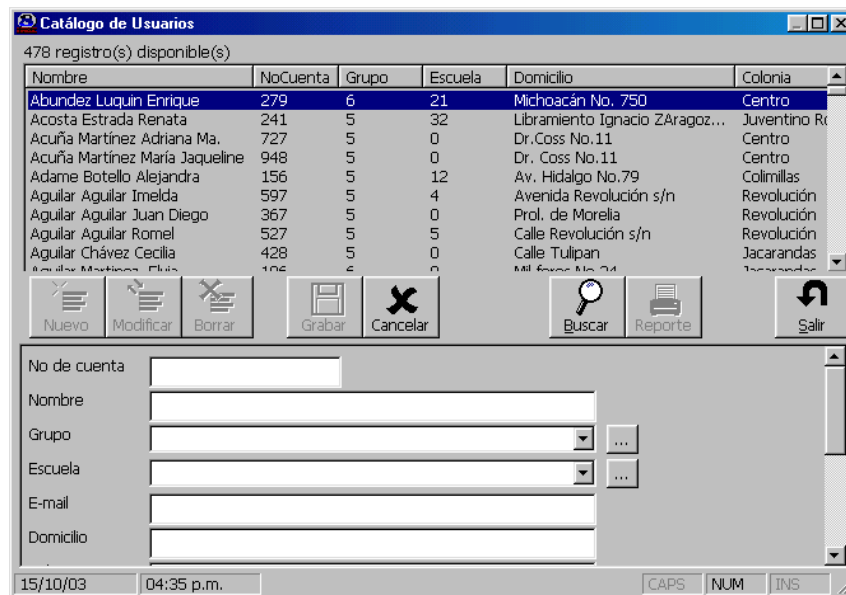 Catálogo de Usuarios
478 registro(s) disponible(s)
Nombre NoCuenta Grupo Escuela Domicilio Colonia
Abundez Luquin Enrique 279 6 21 Michoacán No. 750 Centro
Acosta Estrada Renata 241 5 32 Libramiento Ignacio ZAragoz... Juventino Ro
Acuña Martínez Adriana Ma. 727 5 0 Dr.Coss No.11 Centro
Acuña Martínez María Jaqueline 948 5 0 Dr. Coss No.11 Centro
Adame Botello Alejandra 156 5 12 Av. Hidalgo No.79 Colimillas
Aguilar Aguilar Imelda 597 5 4 Avenida Revolución s/n Revolución
Aguilar Aguilar Juan Diego 367 5 0 Prol. de Morelia Revolución
Aguilar Aguilar Romel 527 5 5 Calle Revolución s/n Revolución
Aguilar Chávez Cecilia 428 5 0 Calle Tulipan Jacarandas
Nuevo Modificar Borrar Grabar Cancelar Buscar Reporte Salir
No de cuenta
Nombre
Grupo ...
Escuela ...
E-mail
Domicilio
15/10/03 04:35 p.m. CAPS NUM INS